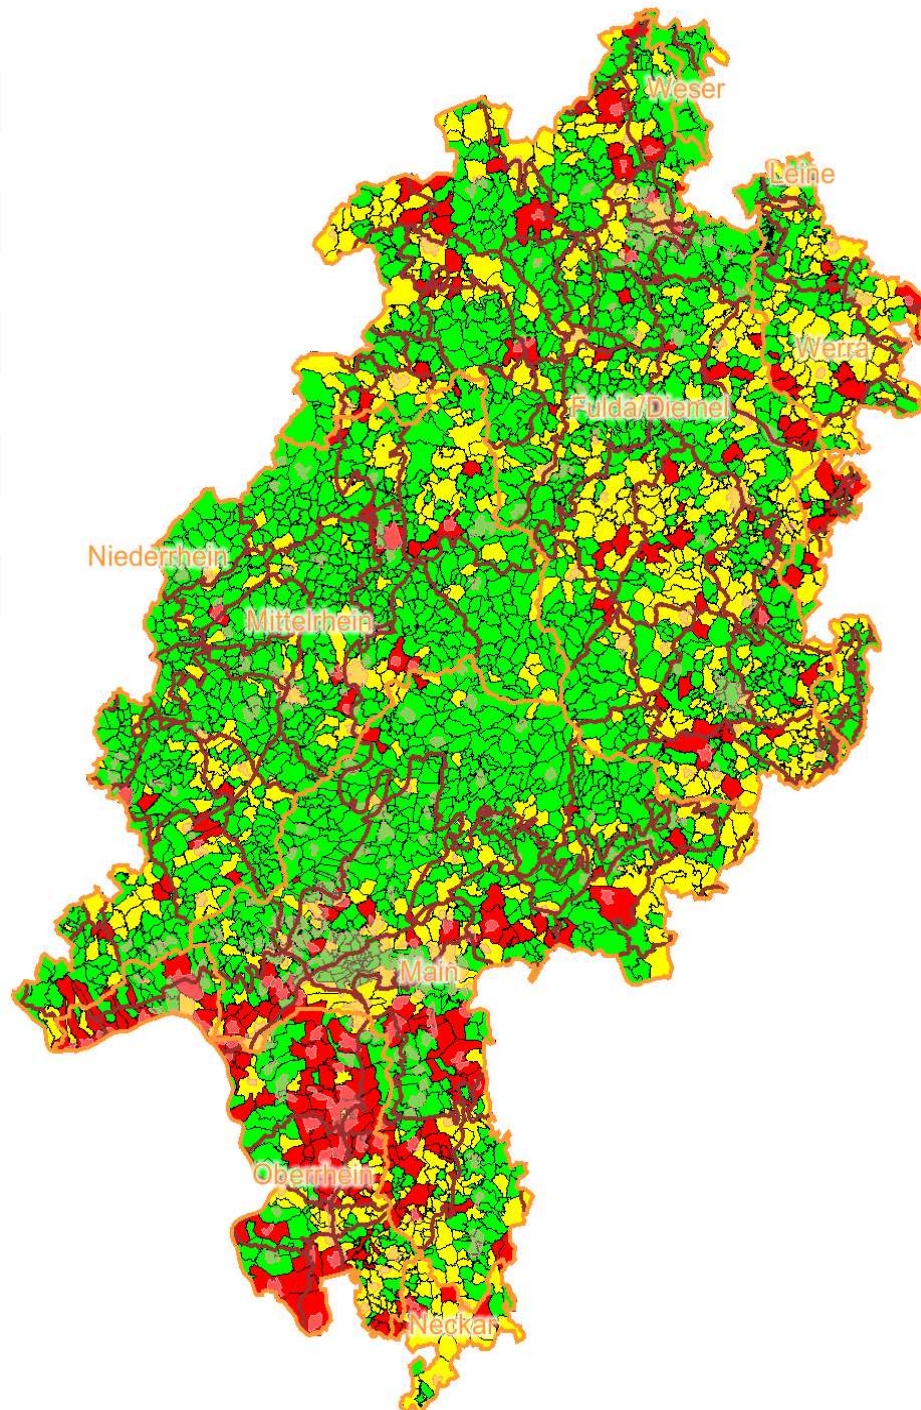 Weser
Leine
Werra
Fulda/Diemel
Niederrhein
Mittelrhein
Main
Oberrhein
Neckar